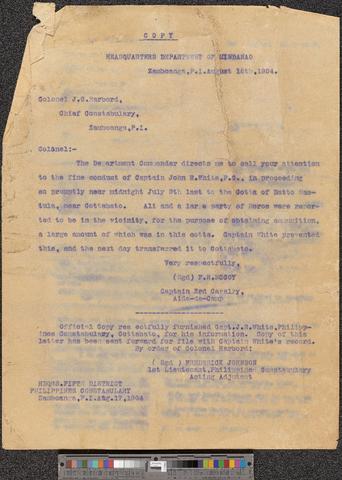 COPY
HEADQUARTERS DEPARTMENT OF MINDANAO
Zamboanga, P.I. August 16th, 1904.
Colonel J.G. Harbord,
Chief Constabulary,
Zamboanga, P.I.
Colonel:-
The Department Commander directs me to call your attention
to the fine conduct of Captain John R. White, P.C., in proceeding
so promptly near midnight July 8th last to the Cotta of Datto
near Cottabato. Ali and a large party of Moros were repor-
ted to be in the vicinity, for the purpose of obtaining ammunition,
a large amount of which was in this cotta. Captain White prevented
this, and the next day transferred it to Cottabato.
Very respectfully,
(Sgd) F.R. McCOY
Captain 3rd Cavalry,
Aide-de-Camp
Official Copy res ectfully furnished Capt. J.R. White, Philipp-
ines Constabulary, Cottabato, for his information. Copy of this
letter has been sent forward for file with Captain White's record.
By order of Colonel Harbord:
(Sgd) FREDERICK JOHNSON
1st Lieutenant, Philippines Constabulary
Acting Adjutant
HDQRS. FIFTH DISTRICT
PHILIPPINES CONSTABULARY
Zamboanga, P.I. Aug. 17, 1904